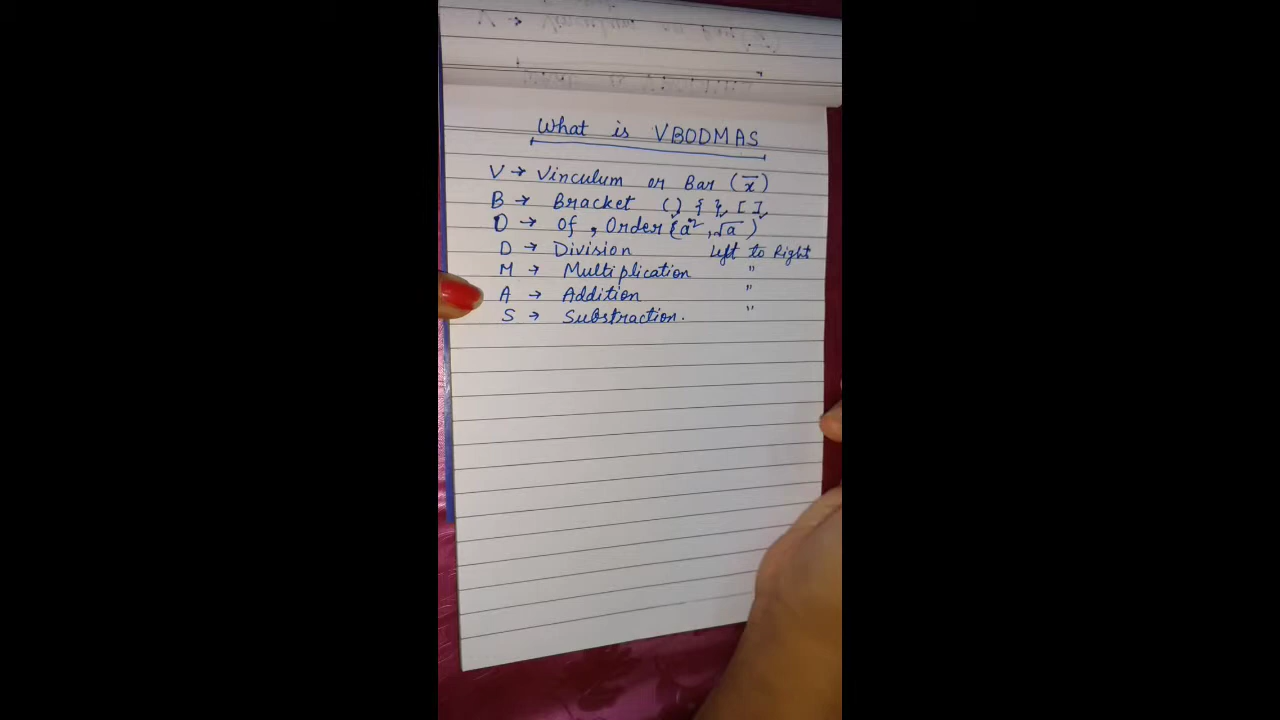 What is VBODMAS
V → Vinculum or Bar (x̅)
B → Bracket () { }, [ ],
O → Of, Order (a², √a)
D → Division Left to Right
M → Multiplication "
A → Addition "
S → Substraction. "